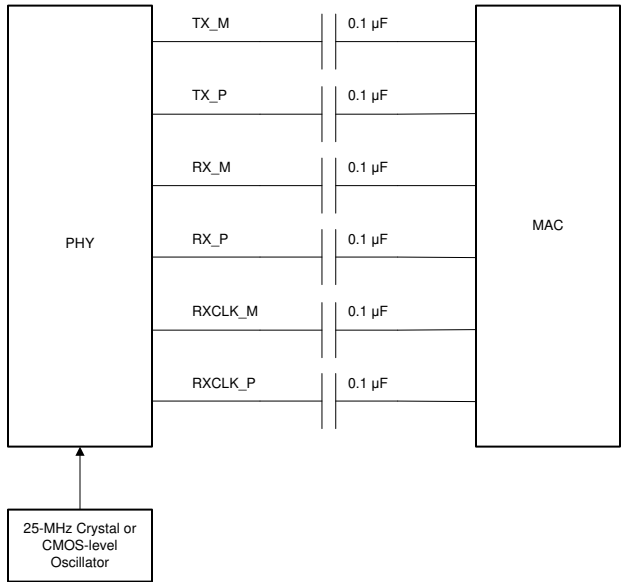 TX_M 0.1 µF
TX_P 0.1 µF
RX_M 0.1 µF
PHY
RX_P 0.1 µF
MAC
RXCLK_M 0.1 µF
RXCLK_P 0.1 µF
25-MHz Crystal or
CMOS-level
Oscillator